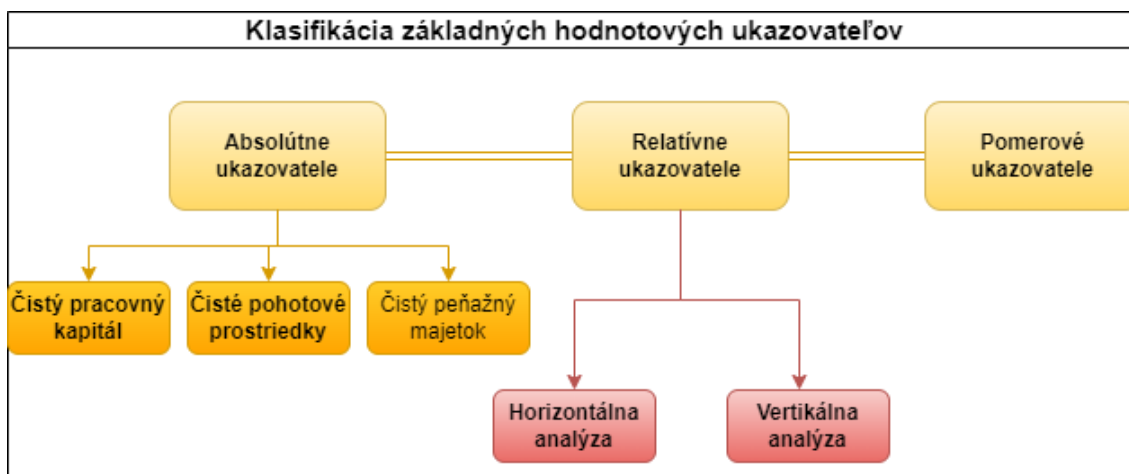 Klasifikácia základných hodnotových ukazovateľov
Absolútne
ukazovatele
Relatívne
ukazovatele
Pomerové
ukazovatele
Čistý pracovný
kapitál
Čisté pohotové
prostriedky
Čistý peňažný
majetok
Horizontálna
analýza
Vertikálna
analýza